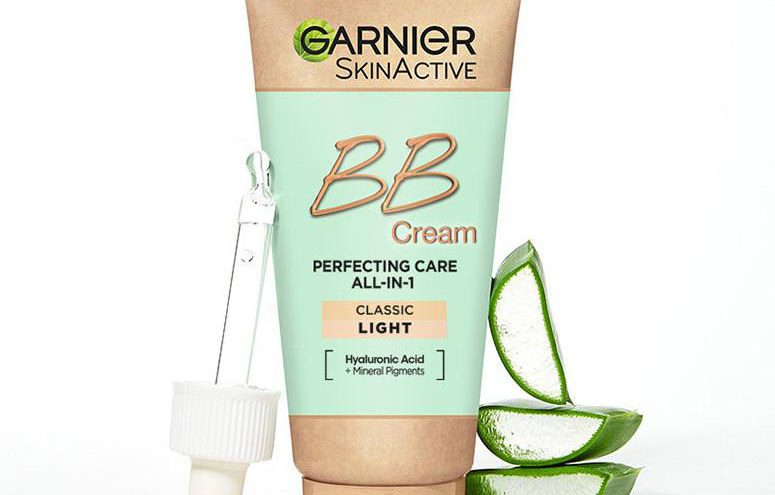 GARNIER
SKINACTIVE
BB
Cream
PERFECTING CARE
ALL-IN-1
CLASSIC
LIGHT
Hyaluronic Acid
+ Mineral Pigments